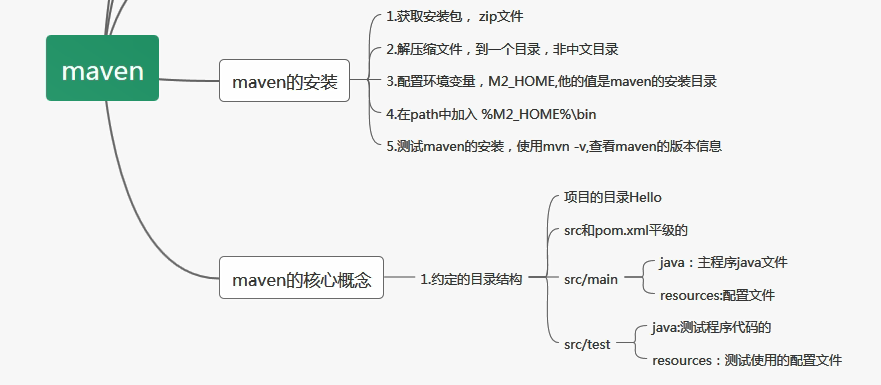 maven
maven的安装
1.获取安装包， zip文件
2.解压缩文件，到一个目录，非中文目录
3.配置环境变量，M2_HOME,他的值是maven的安装目录
4.在path中加入 %M2_HOME%\bin
5.测试maven的安装，使用mvn -v,查看maven的版本信息
maven的核心概念
1.约定的目录结构
项目的目录Hello
src和pom.xml平级的
src/main
java：主程序java文件
resources:配置文件
src/test
java:测试程序代码的
resources：测试使用的配置文件